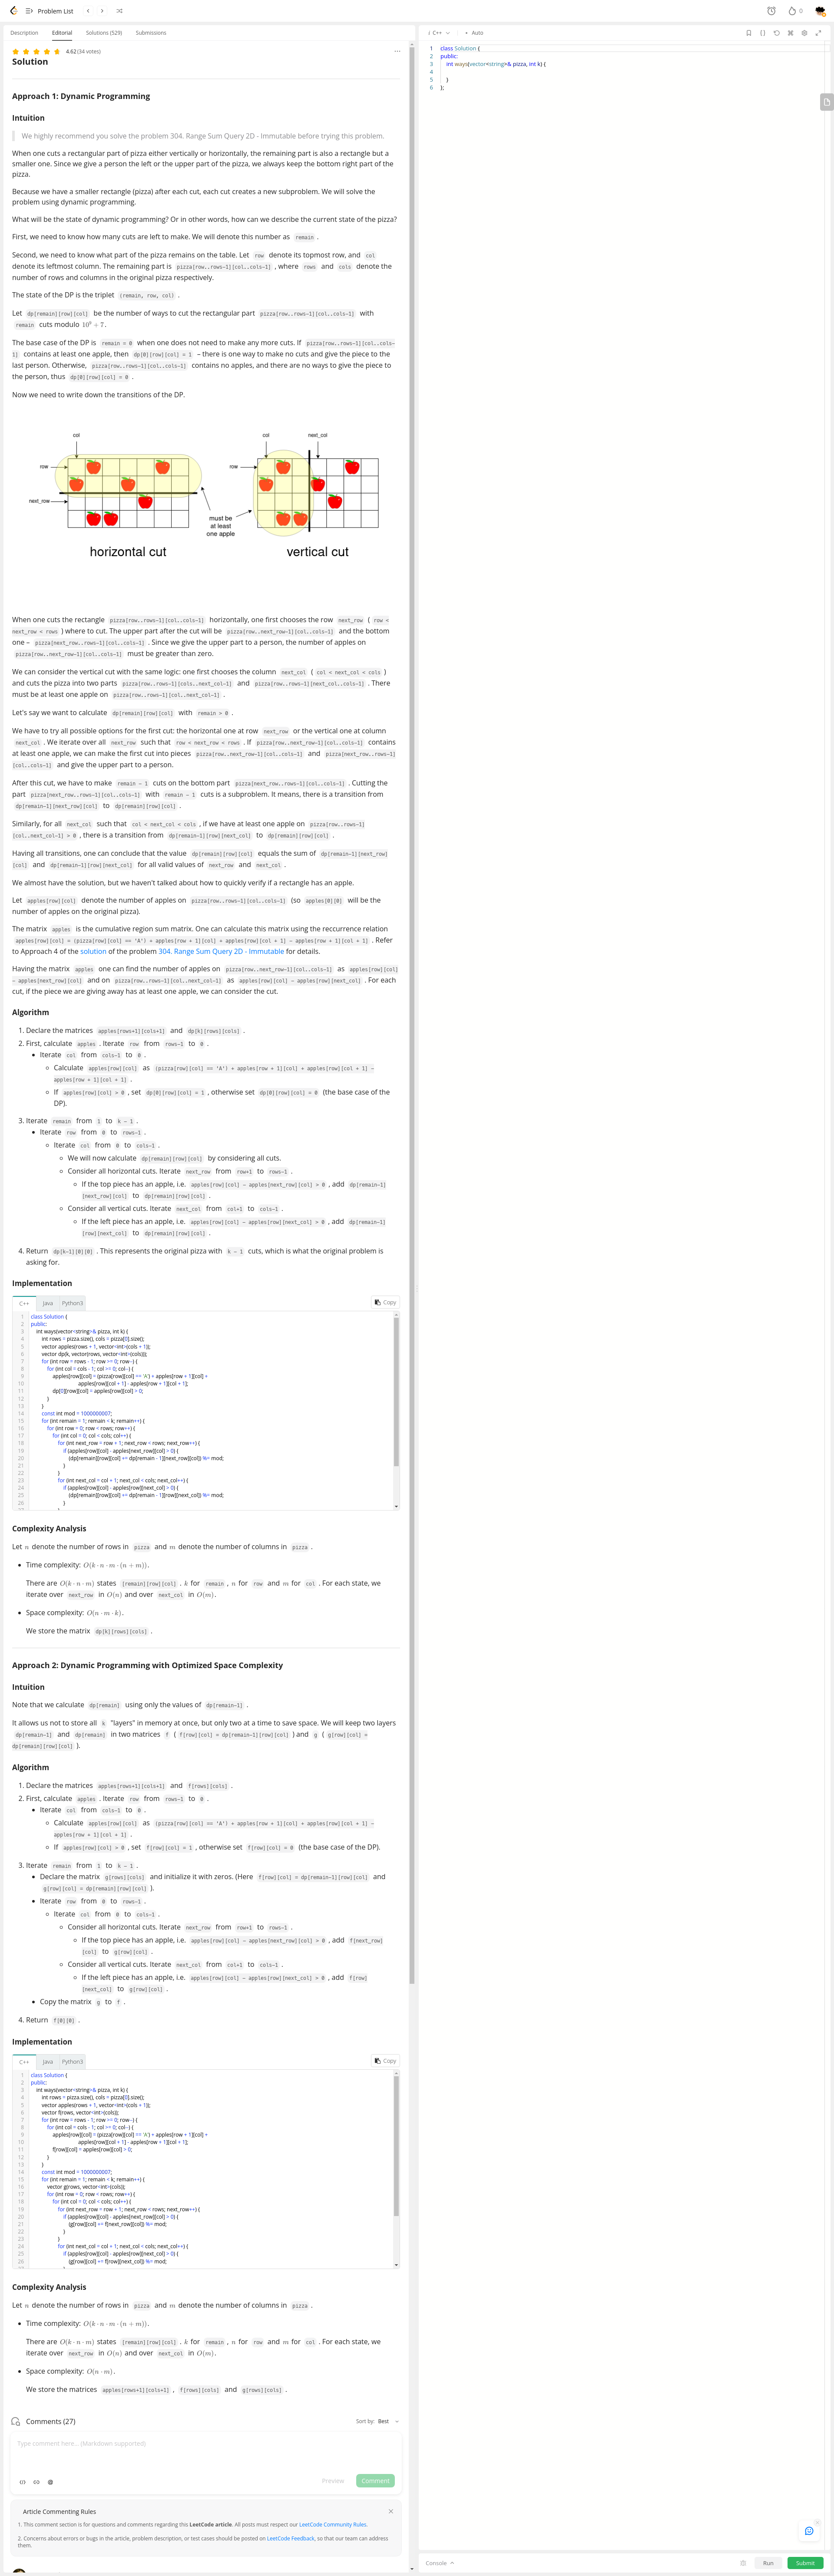 Problem List
0
Description
Editorial
Solutions (529)
Submissions
4.62 (34 votes)
Solution
Approach 1: Dynamic Programming
Intuition
We highly recommend you solve the problem 304. Range Sum Query 2D - Immutable before trying this problem.
When one cuts a rectangular part of pizza either vertically or horizontally, the remaining part is also a rectangle but a
smaller one. Since we give a person the left or the upper part of the pizza, we always keep the bottom right part of the
pizza.
Because we have a smaller rectangle (pizza) after each cut, each cut creates a new subproblem. We will solve the
problem using dynamic programming.
What will be the state of dynamic programming? Or in other words, how can we describe the current state of the pizza?
First, we need to know how many cuts are left to make. We will denote this number as remain .
Second, we need to know what part of the pizza remains on the table. Let row denote its topmost row, and col
denote its leftmost column. The remaining part is pizza[row..rows-1][col..cols-1] , where rows and cols denote the
number of rows and columns in the original pizza respectively.
The state of the DP is the triplet (remain, row, col) .
Let dp[remain][row][col] be the number of ways to cut the rectangular part pizza[row..rows-1][col..cols-1] with
remain cuts modulo 10⁹ + 7.
The base case of the DP is remain = 0 when one does not need to make any more cuts. If pizza[row..rows-1][col..cols-
1] contains at least one apple, then dp[0][row][col] = 1 – there is one way to make no cuts and give the piece to the
last person. Otherwise, pizza[row..rows-1][col..cols-1] contains no apples, and there are no ways to give the piece to
the person, thus dp[0][row][col] = 0 .
Now we need to write down the transitions of the DP.
col
row
next_row
must be
at least
one apple
col
next_col
row
horizontal cut
vertical cut
When one cuts the rectangle pizza[row..rows-1][col..cols-1] horizontally, one first chooses the row next_row ( row <
next_row < rows ) where to cut. The upper part after the cut will be pizza[row..next_row-1][col..cols-1] and the bottom
one – pizza[next_row..rows-1][col..cols-1] . Since we give the upper part to a person, the number of apples on
pizza[row..next_row-1][col..cols-1] must be greater than zero.
We can consider the vertical cut with the same logic: one first chooses the column next_col ( col < next_col < cols )
and cuts the pizza into two parts pizza[row..rows-1][cols..next_col-1] and pizza[row..rows-1][next_col..cols-1] . There
must be at least one apple on pizza[row..rows-1][col..next_col-1] .
Let's say we want to calculate dp[remain][row][col] with remain > 0 .
We have to try all possible options for the first cut: the horizontal one at row next_row or the vertical one at column
next_col . We iterate over all next_row such that row < next_row < rows . If pizza[row..next_row-1][col..cols-1] contains
at least one apple, we can make the first cut into pieces pizza[row..next_row-1][col..cols-1] and pizza[next_row..rows-1]
[col..cols-1] and give the upper part to a person.
After this cut, we have to make remain - 1 cuts on the bottom part pizza[next_row..rows-1][col..cols-1] . Cutting the
part pizza[next_row..rows-1][col..cols-1] with remain - 1 cuts is a subproblem. It means, there is a transition from
dp[remain-1][next_row][col] to dp[remain][row][col] .
Similarly, for all next_col such that col < next_col < cols , if we have at least one apple on pizza[row..rows-1]
[col..next_col-1] > 0 , there is a transition from dp[remain-1][row][next_col] to dp[remain][row][col] .
Having all transitions, one can conclude that the value dp[remain][row][col] equals the sum of dp[remain-1][next_row]
[col] and dp[remain-1][row][next_col] for all valid values of next_row and next_col .
We almost have the solution, but we haven't talked about how to quickly verify if a rectangle has an apple.
Let apples[row][col] denote the number of apples on pizza[row..rows-1][col..cols-1] (so apples[0][0] will be the
number of apples on the original pizza).
The matrix apples is the cumulative region sum matrix. One can calculate this matrix using the reccurrence relation
apples[row][col] = (pizza[row][col] == 'A') + apples[row + 1][col] + apples[row][col + 1] - apples[row + 1][col + 1] . Refer
to Approach 4 of the solution of the problem 304. Range Sum Query 2D - Immutable for details.
Having the matrix apples one can find the number of apples on pizza[row..next_row-1][col..cols-1] as apples[row][col]
- apples[next_row][col] and on pizza[row..rows-1][col..next_col-1] as apples[row][col] - apples[row][next_col] . For each
cut, if the piece we are giving away has at least one apple, we can consider the cut.
Algorithm
1. Declare the matrices apples[rows+1][cols+1] and dp[k][rows][cols] .
2. First, calculate apples . Iterate row from rows-1 to 0 .
Iterate col from cols-1 to 0 .
Calculate apples[row][col] as (pizza[row][col] == 'A') + apples[row + 1][col] + apples[row][col + 1] -
apples[row + 1][col + 1] .
If apples[row][col] > 0 , set dp[0][row][col] = 1 , otherwise set dp[0][row][col] = 0 (the base case of the
DP).
3. Iterate remain from 1 to k - 1 .
Iterate row from 0 to rows-1 .
Iterate col from 0 to cols-1 .
We will now calculate dp[remain][row][col] by considering all cuts.
Consider all horizontal cuts. Iterate next_row from row+1 to rows-1 .
If the top piece has an apple, i.e. apples[row][col] - apples[next_row][col] > 0 , add dp[remain-1]
[next_row][col] to dp[remain][row][col] .
Consider all vertical cuts. Iterate next_col from col+1 to cols-1 .
If the left piece has an apple, i.e. apples[row][col] - apples[row][next_col] > 0 , add dp[remain-1]
[row][next_col] to dp[remain][row][col] .
4. Return dp[k-1][0][0] . This represents the original pizza with k - 1 cuts, which is what the original problem is
asking for.
Implementation
C++
Java
Python3
Copy
1 class Solution {
2 public:
3 int ways(vector<string>& pizza, int k) {
4 int rows = pizza.size(), cols = pizza[0].size();
5 vector apples(rows + 1, vector<int>(cols + 1));
6 vector dp(k, vector(rows, vector<int>(cols)));
7 for (int row = rows - 1; row >= 0; row--) {
8 for (int col = cols - 1; col >= 0; col--) {
9 apples[row][col] = (pizza[row][col] == 'A') + apples[row + 1][col] +
10 apples[row][col + 1] - apples[row + 1][col + 1];
11 dp[0][row][col] = apples[row][col] > 0;
12 }
13 }
14 const int mod = 1000000007;
15 for (int remain = 1; remain < k; remain++) {
16 for (int row = 0; row < rows; row++) {
17 for (int col = 0; col < cols; col++) {
18 for (int next_row = row + 1; next_row < rows; next_row++) {
19 if (apples[row][col] - apples[next_row][col] > 0) {
20 (dp[remain][row][col] += dp[remain - 1][next_row][col]) %= mod;
21 }
22 }
23 for (int next_col = col + 1; next_col < cols; next_col++) {
24 if (apples[row][col] - apples[row][next_col] > 0) {
25 (dp[remain][row][col] += dp[remain - 1][row][next_col]) %= mod;
26 }
Complexity Analysis
Let n denote the number of rows in pizza and m denote the number of columns in pizza .
Time complexity: O(k · n · m · (n + m)).
There are O(k · n · m) states [remain][row][col] . k for remain , n for row and m for col . For each state, we
iterate over next_row in O(n) and over next_col in O(m).
Space complexity: O(n · m · k).
We store the matrix dp[k][rows][cols] .
Approach 2: Dynamic Programming with Optimized Space Complexity
Intuition
Note that we calculate dp[remain] using only the values of dp[remain-1] .
It allows us not to store all k "layers" in memory at once, but only two at a time to save space. We will keep two layers
dp[remain-1] and dp[remain] in two matrices f ( f[row][col] = dp[remain-1][row][col] ) and g ( g[row][col] =
dp[remain][row][col] ).
Algorithm
1. Declare the matrices apples[rows+1][cols+1] and f[rows][cols] .
2. First, calculate apples . Iterate row from rows-1 to 0 .
Iterate col from cols-1 to 0 .
Calculate apples[row][col] as (pizza[row][col] == 'A') + apples[row + 1][col] + apples[row][col + 1] -
apples[row + 1][col + 1] .
If apples[row][col] > 0 , set f[row][col] = 1 , otherwise set f[row][col] = 0 (the base case of the DP).
3. Iterate remain from 1 to k - 1 .
Declare the matrix g[rows][cols] and initialize it with zeros. (Here f[row][col] = dp[remain-1][row][col] and
g[row][col] = dp[remain][row][col] ).
Iterate row from 0 to rows-1 .
Iterate col from 0 to cols-1 .
Consider all horizontal cuts. Iterate next_row from row+1 to rows-1 .
If the top piece has an apple, i.e. apples[row][col] - apples[next_row][col] > 0 , add f[next_row]
[col] to g[row][col] .
Consider all vertical cuts. Iterate next_col from col+1 to cols-1 .
If the left piece has an apple, i.e. apples[row][col] - apples[row][next_col] > 0 , add f[row]
[next_col] to g[row][col] .
Copy the matrix g to f .
4. Return f[0][0] .
Implementation
C++
Java
Python3
Copy
1 class Solution {
2 public:
3 int ways(vector<string>& pizza, int k) {
4 int rows = pizza.size(), cols = pizza[0].size();
5 vector apples(rows + 1, vector<int>(cols + 1));
6 vector f(rows, vector<int>(cols));
7 for (int row = rows - 1; row >= 0; row--) {
8 for (int col = cols - 1; col >= 0; col--) {
9 apples[row][col] = (pizza[row][col] == 'A') + apples[row + 1][col] +
10 apples[row][col + 1] - apples[row + 1][col + 1];
11 f[row][col] = apples[row][col] > 0;
12 }
13 }
14 const int mod = 1000000007;
15 for (int remain = 1; remain < k; remain++) {
16 vector g(rows, vector<int>(cols));
17 for (int row = 0; row < rows; row++) {
18 for (int col = 0; col < cols; col++) {
19 for (int next_row = row + 1; next_row < rows; next_row++) {
20 if (apples[row][col] - apples[next_row][col] > 0) {
21 (g[row][col] += f[next_row][col]) %= mod;
22 }
23 }
24 for (int next_col = col + 1; next_col < cols; next_col++) {
25 if (apples[row][col] - apples[row][next_col] > 0) {
26 (g[row][col] += f[row][next_col]) %= mod;
Complexity Analysis
Let n denote the number of rows in pizza and m denote the number of columns in pizza .
Time complexity: O(k · n · m · (n + m)).
There are O(k · n · m) states [remain][row][col] . k for remain , n for row and m for col . For each state, we
iterate over next_row in O(n) and over next_col in O(m).
Space complexity: O(n · m).
We store the matrices apples[rows+1][cols+1] , f[rows][cols] and g[rows][cols] .
Comments (27)
Sort by: Best
Type comment here... (Markdown supported)
Preview
Comment
Article Commenting Rules
1. This comment section is for questions and comments regarding this LeetCode article. All posts must respect our LeetCode Community Rules.
2. Concerns about errors or bugs in the article, problem description, or test cases should be posted on LeetCode Feedback, so that our team can address
them.
C++
Auto
1 class Solution {
2 public:
3 int ways(vector<string>& pizza, int k) {
4
5 }
6 };
Console
Run
Submit